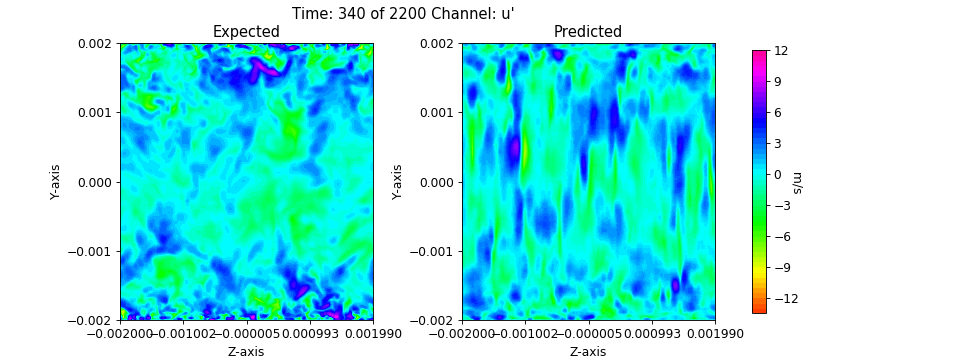 Time: 340 of 2200 Channel: u'
Expected
Predicted
0.002
0.001
0.000
−0.001
−0.002
Y-axis
−0.002000 −0.001002 −0.000005 0.000993 0.001990
Z-axis
0.002
0.001
0.000
−0.001
−0.002
Y-axis
−0.002000 −0.001002 −0.000005 0.000993 0.001990
Z-axis
12
9
6
3
0
−3
−6
−9
−12
m/s